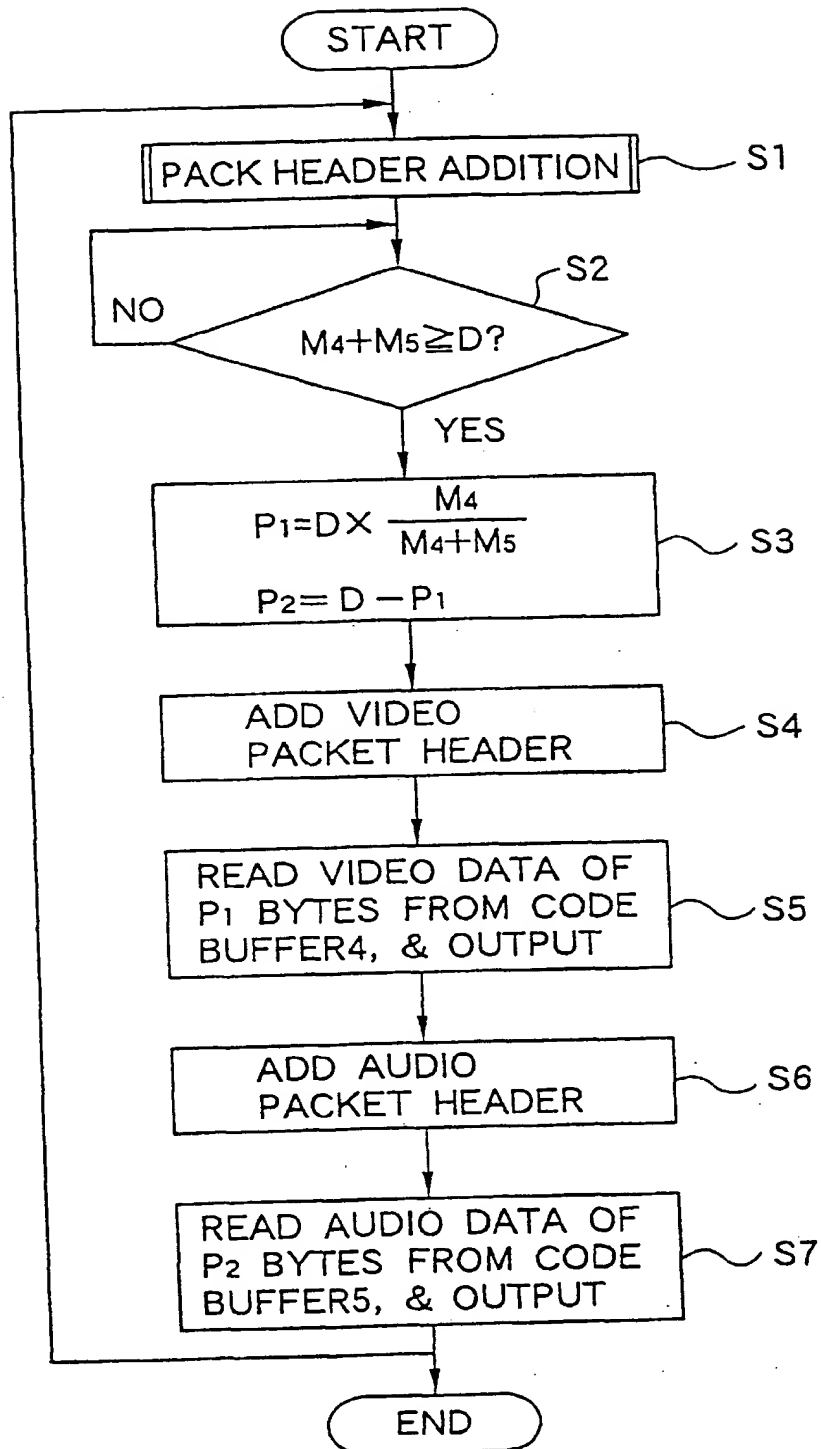 START
PACK HEADER ADDITION
S1
S2
NO
M4+M5≧D?
YES
P1=D× M4/M4+M5
S3
P2=D-P1
ADD VIDEO
PACKET HEADER
S4
READ VIDEO DATA OF
P1 BYTES FROM CODE
BUFFER4, & OUTPUT
S5
ADD AUDIO
PACKET HEADER
S6
READ AUDIO DATA OF
P2 BYTES FROM CODE
BUFFER5, & OUTPUT
S7
END